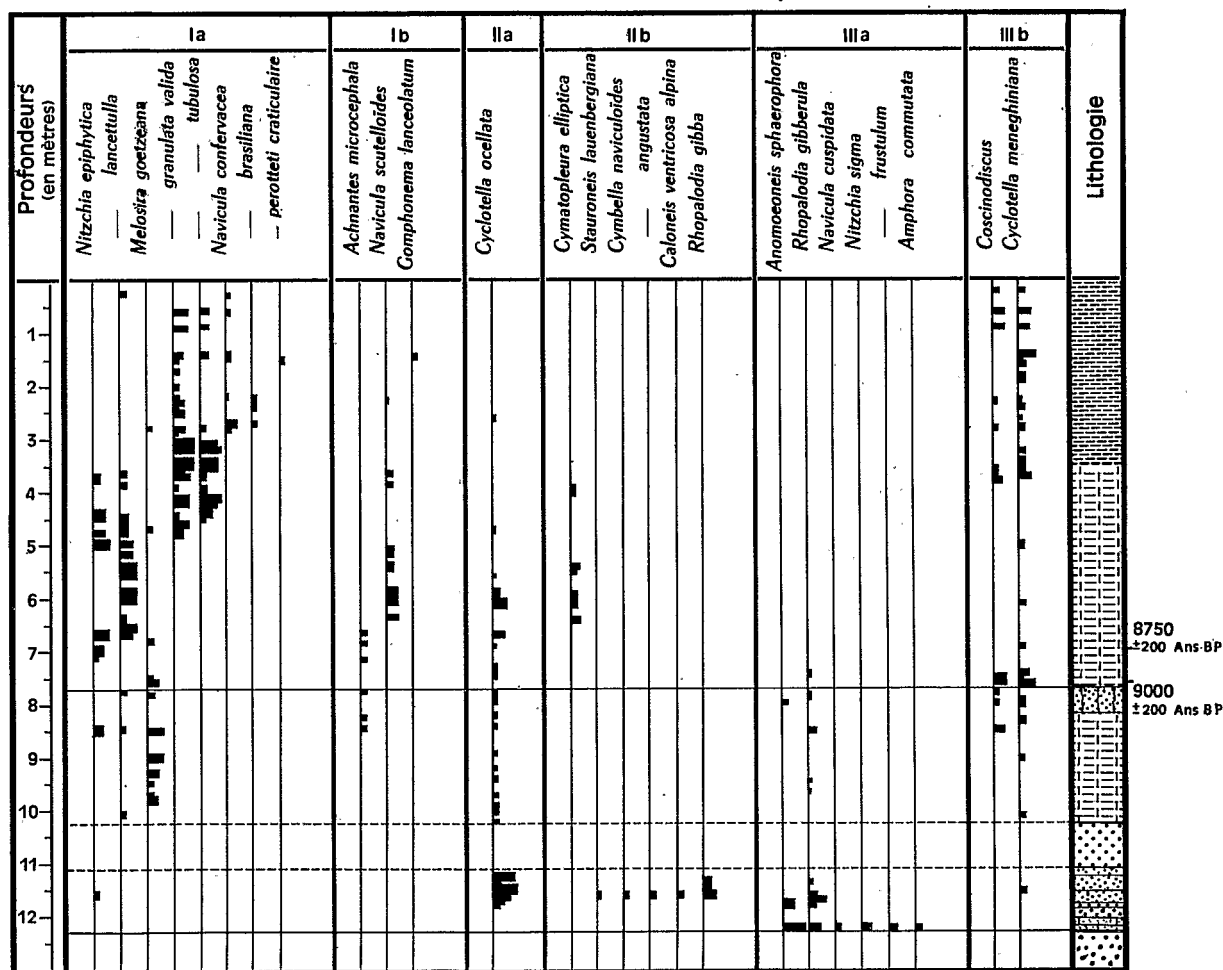 Ia
Ib
IIa
IIb
IIIa
IIIb
Profondeurs
(en mètres)
Nitzchia epiphytica
— lancettulla
Melosira goetzeana
— granulata valida
— tubulosa
Navicula confervacea
— brasiliana
— perotteti craticulaire
Achnantes microcephala
Navicula scutelloïdes
Gomphonema lanceolatum
Cyclotella ocellata
Cymatopleura elliptica
Stauroneis lauenbergiana
Cymbella naviculoïdes
— angustata
Caloneis ventricosa alpina
Rhopalodia gibba
Anomoeoneis sphaerophora
Rhopalodia gibberula
Navicula cuspidata
Nitzchia sigma
— frustulum
Amphora commutata
Coscinodiscus
Cyclotella meneghiniana
Lithologie
1
2
3
4
5
6
7
8
9
10
11
12
8750
±200 Ans BP
9000
±200 Ans BP